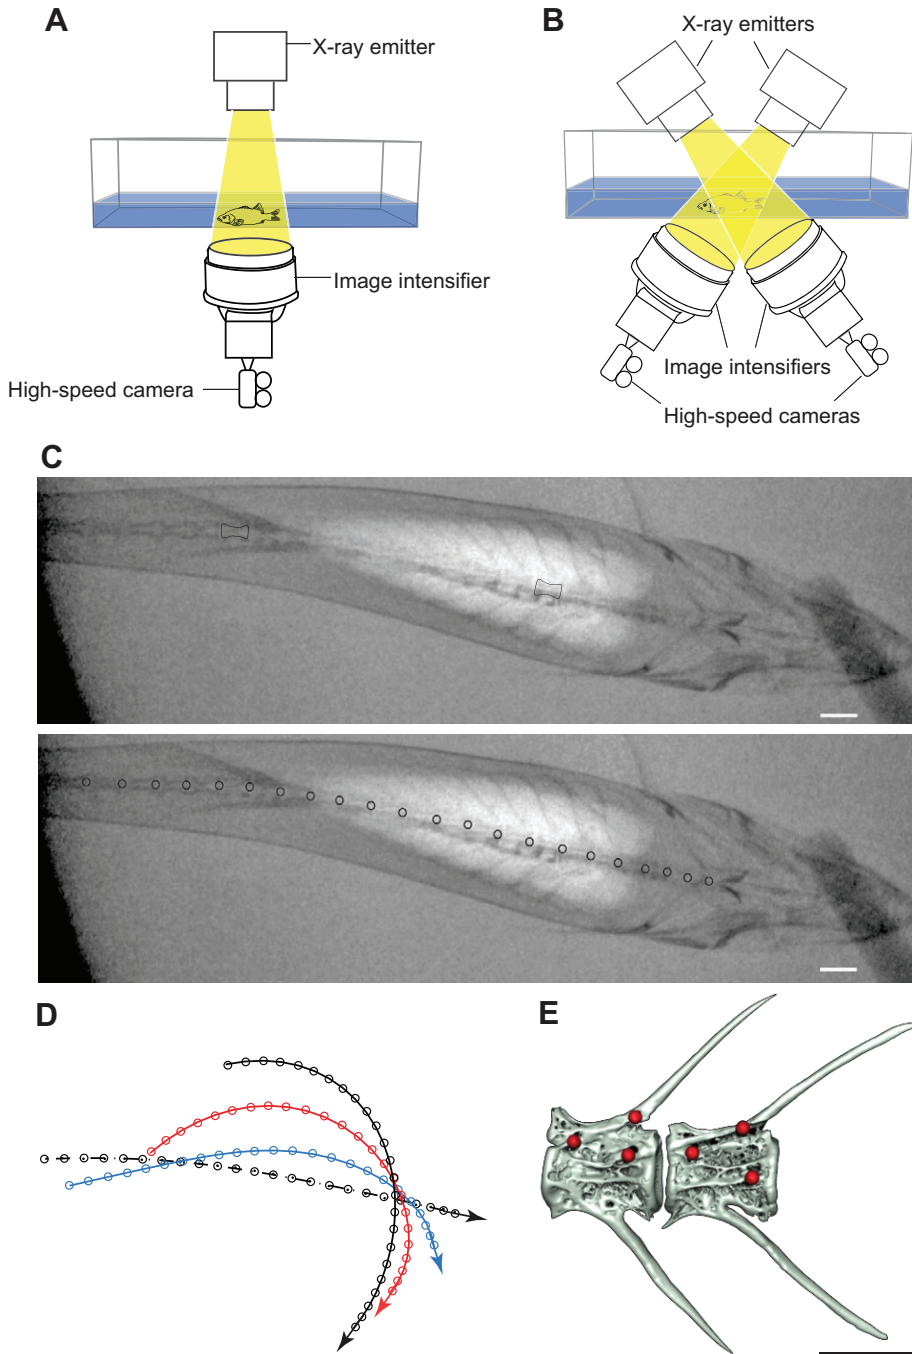 A
X-ray emitter
Image intensifier
High-speed camera
B
X-ray emitters
Image intensifiers
High-speed cameras
C
D
E